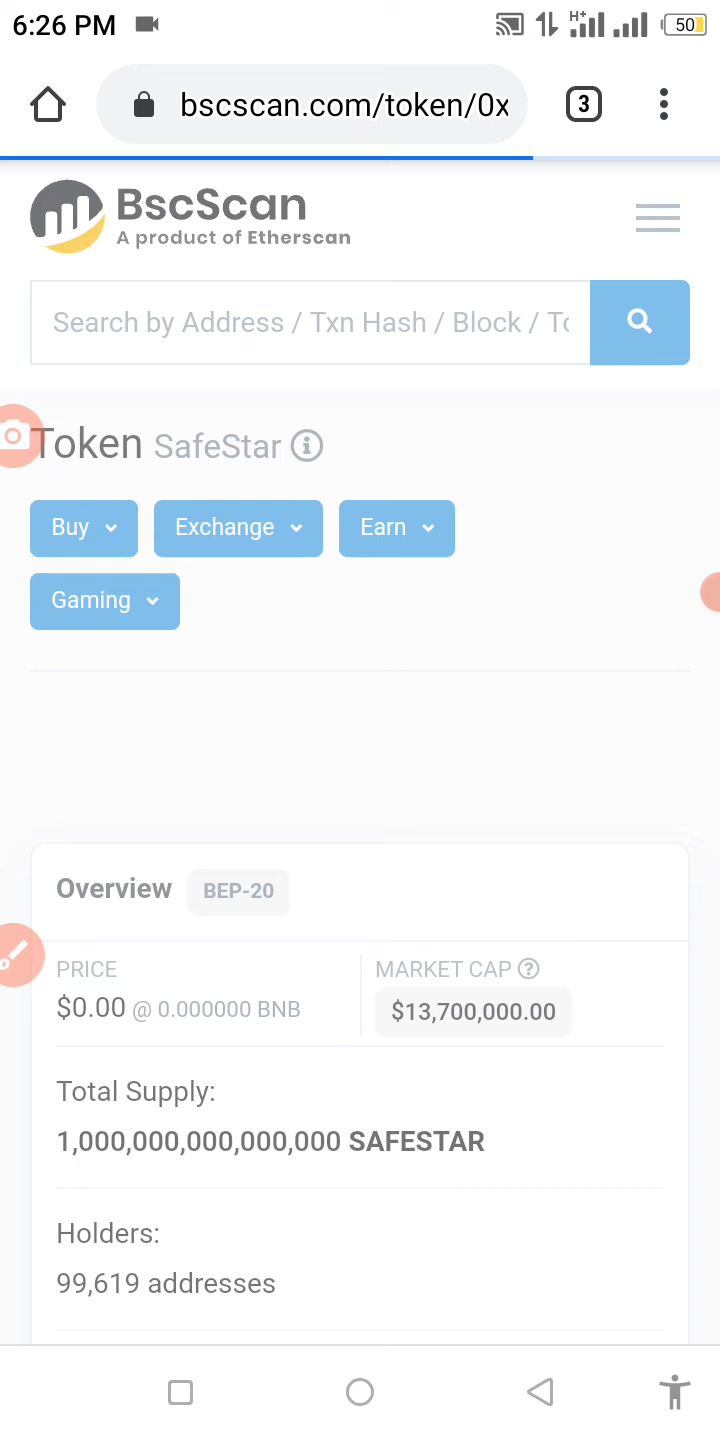 6:26 PM
H+
50
bscscan.com/token/0x
3
BscScan
A product of Etherscan
Search by Address / Txn Hash / Block / To
Token SafeStar
Buy Exchange Earn
Gaming
Overview BEP-20
PRICE MARKET CAP ?
$0.00 @ 0.000000 BNB $13,700,000.00
Total Supply:
1,000,000,000,000,000 SAFESTAR
Holders:
99,619 addresses